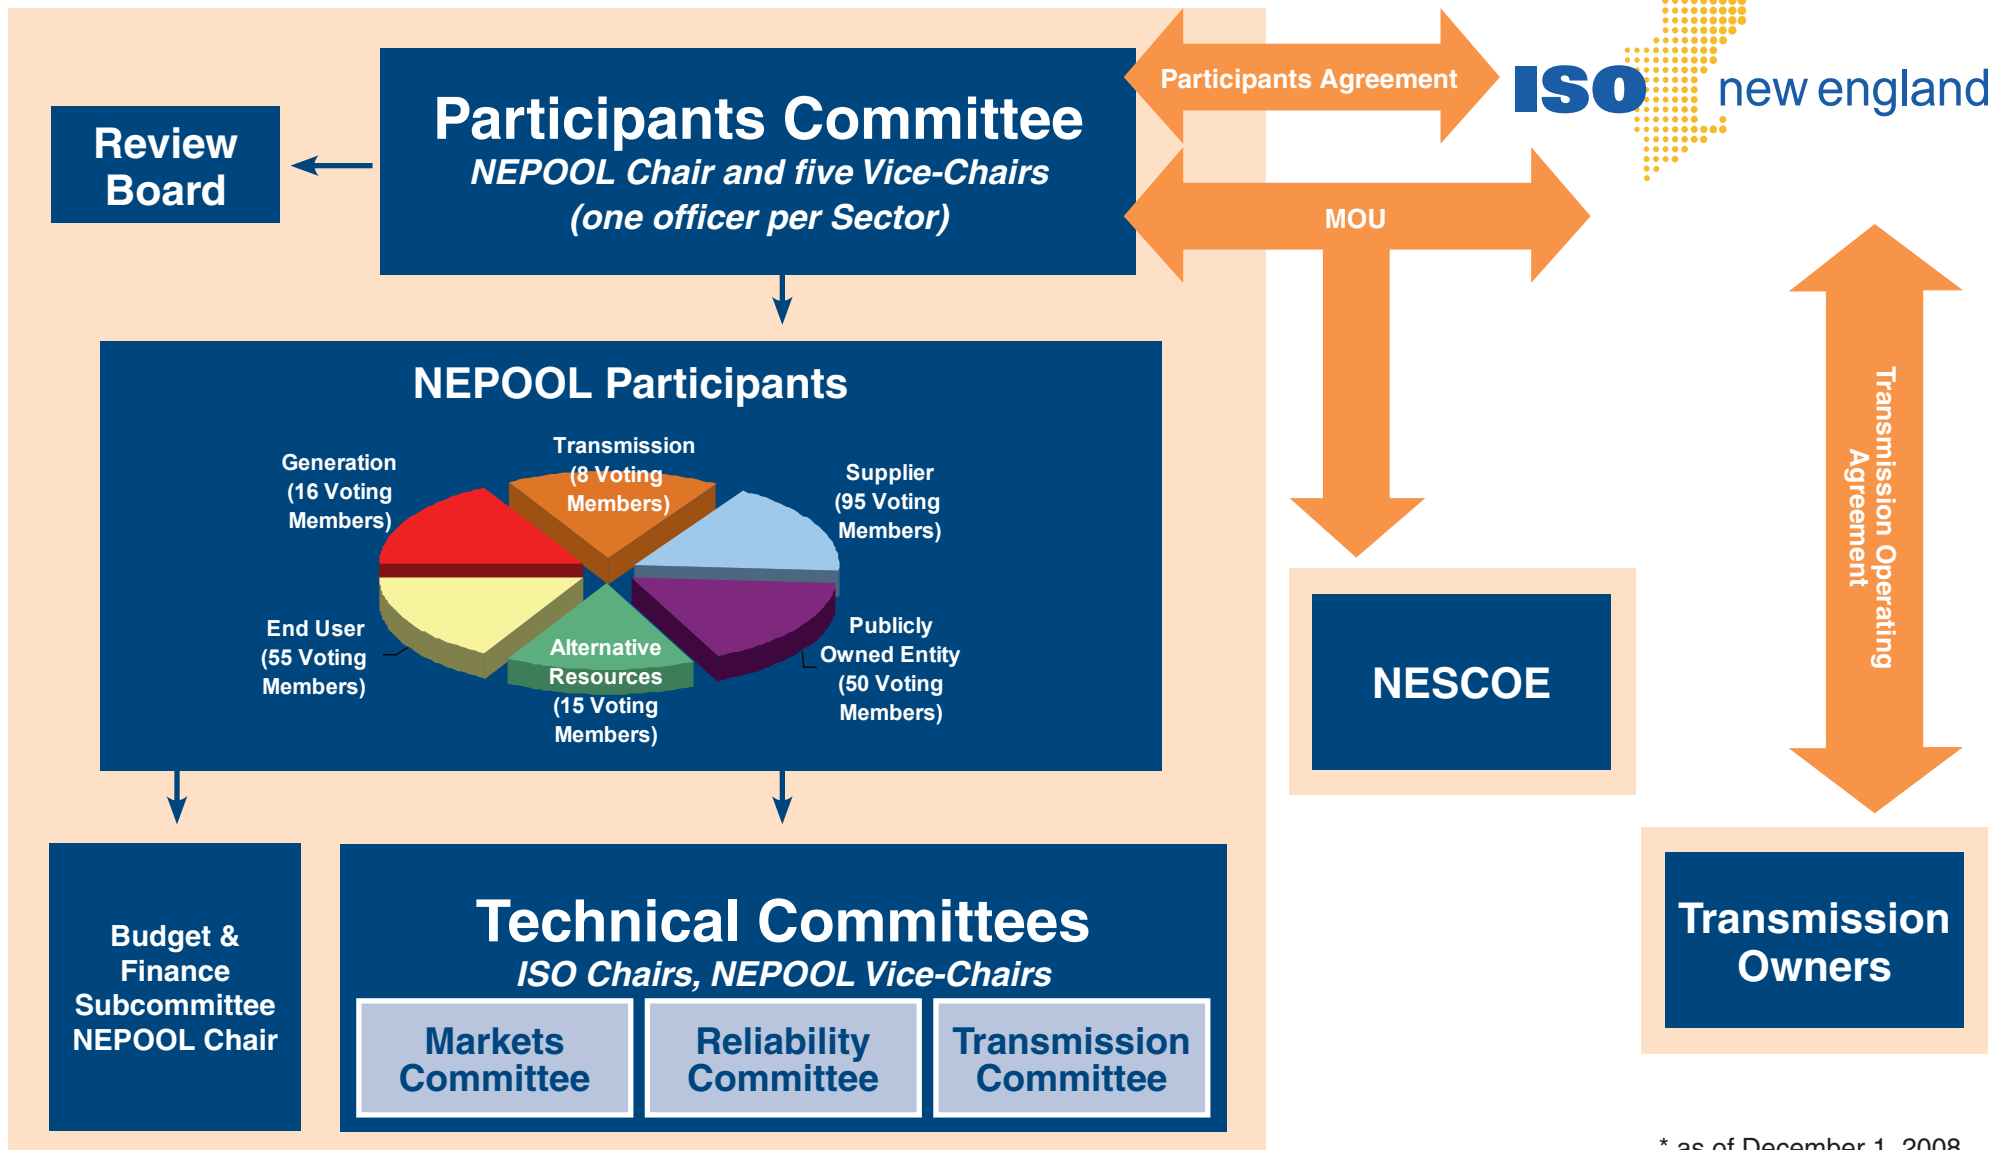 Participants Agreement
ISO new england
Participants Committee
NEPOOL Chair and five Vice-Chairs
(one officer per Sector)
Review
Board
MOU
NEPOOL Participants
Generation
(16 Voting
Members)
Transmission
(8 Voting
Members)
Supplier
(95 Voting
Members)
End User
(55 Voting
Members)
Alternative
Resources
(15 Voting
Members)
Publicly
Owned Entity
(50 Voting
Members)
Transmission Operating
Agreement
NESCOE
Budget &
Finance
Subcommittee
NEPOOL Chair
Technical Committees
ISO Chairs, NEPOOL Vice-Chairs
Markets
Committee
Reliability
Committee
Transmission
Committee
Transmission
Owners
* as of December 1, 2008